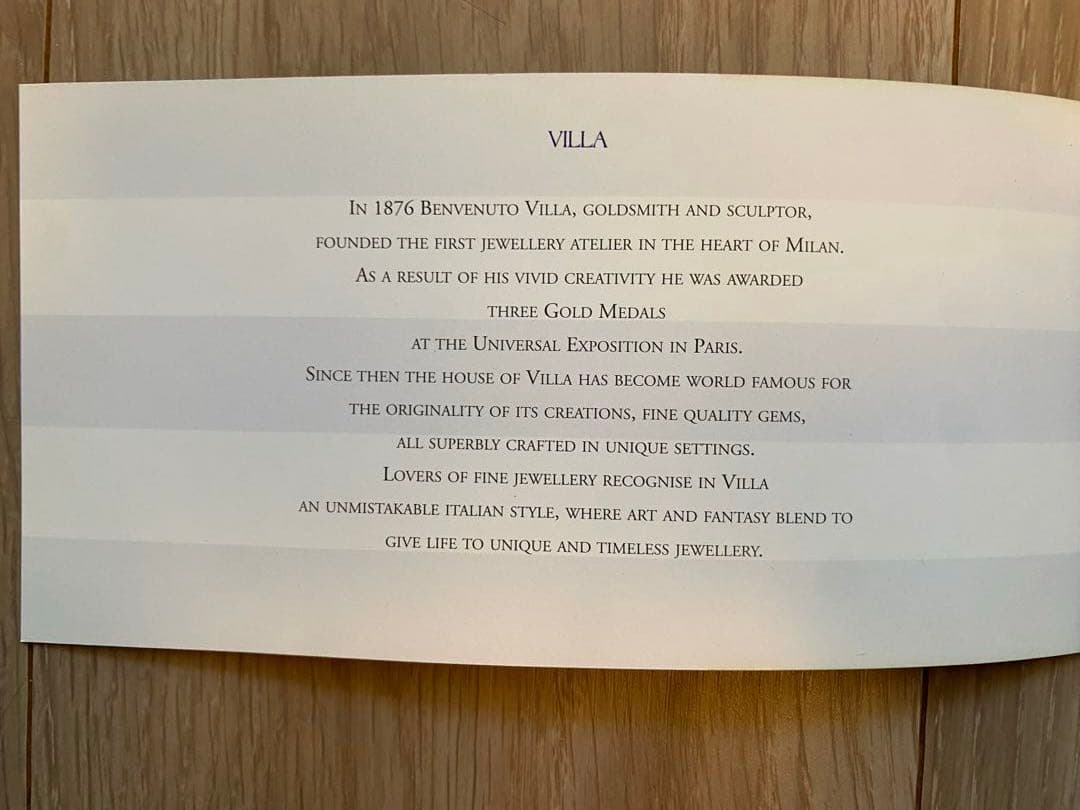 VILLA
In 1876 Benvenuto Villa, goldsmith and sculptor,
founded the first jewellery atelier in the heart of Milan.
As a result of his vivid creativity he was awarded
three Gold Medals
at the Universal Exposition in Paris.
Since then the house of Villa has become world famous for
the originality of its creations, fine quality gems,
all superbly crafted in unique settings.
Lovers of fine jewellery recognise in Villa
an unmistakable italian style, where art and fantasy blend to
give life to unique and timeless jewellery.